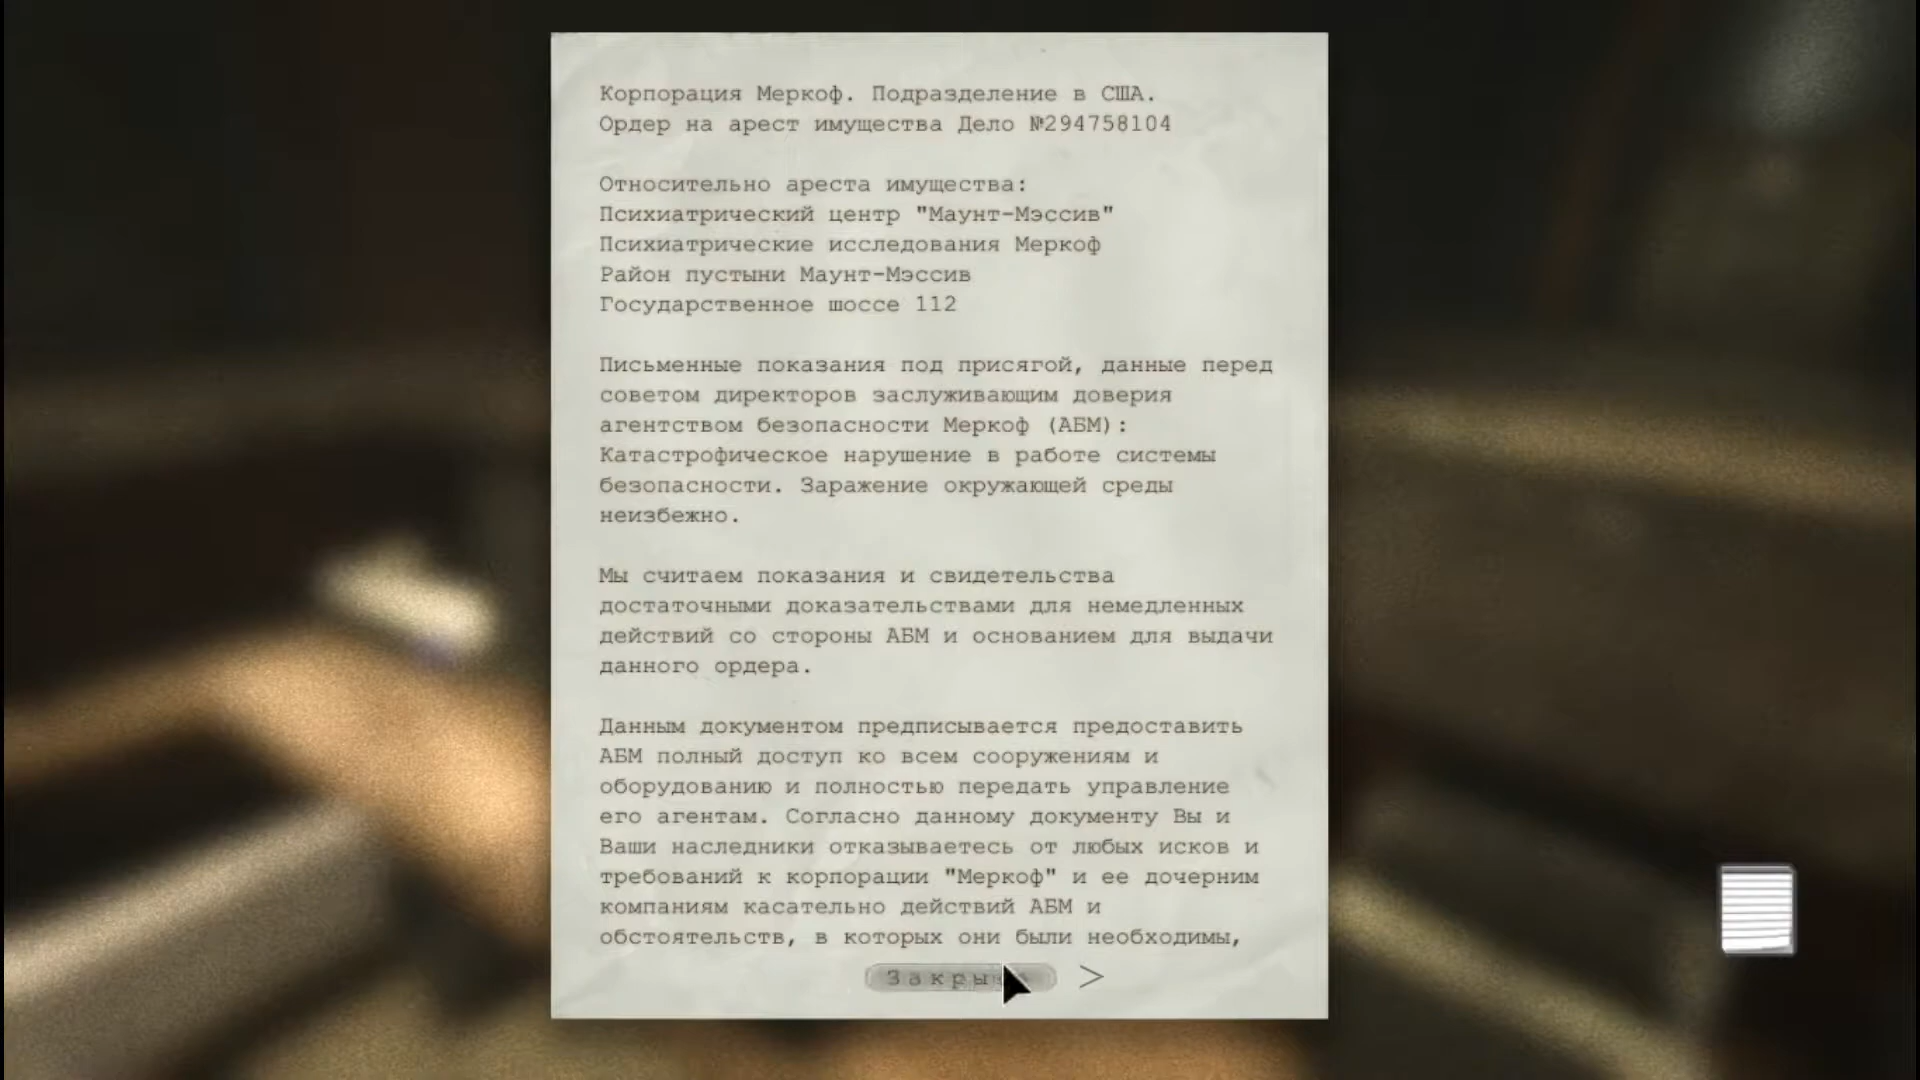 Корпорация Меркоф. Подразделение в США.
Ордер на арест имущества Дело №294758104
Относительно ареста имущества:
Психиатрический центр "Маунт-Мэссив"
Психиатрические исследования Меркоф
Район пустыни Маунт-Мэссив
Государственное шоссе 112
Письменные показания под присягой, данные перед
советом директоров заслуживающим доверия
агентством безопасности Меркоф (АБМ):
Катастрофическое нарушение в работе системы
безопасности. Заражение окружающей среды
неизбежно.
Мы считаем показания и свидетельства
достаточными доказательствами для немедленных
действий со стороны АБМ и основанием для выдачи
данного ордера.
Данным документом предписывается предоставить
АБМ полный доступ ко всем сооружениям и
оборудованию и полностью передать управление
его агентам. Согласно данному документу Вы и
Ваши наследники отказываетесь от любых исков и
требований к корпорации "Меркоф" и ее дочерним
компаниям касательно действий АБМ и
обстоятельств, в которых они были необходимы,
>